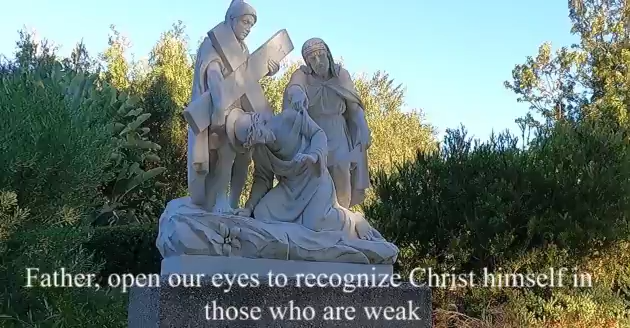 Father, open our eyes to recognize Christ himself in
those who are weak